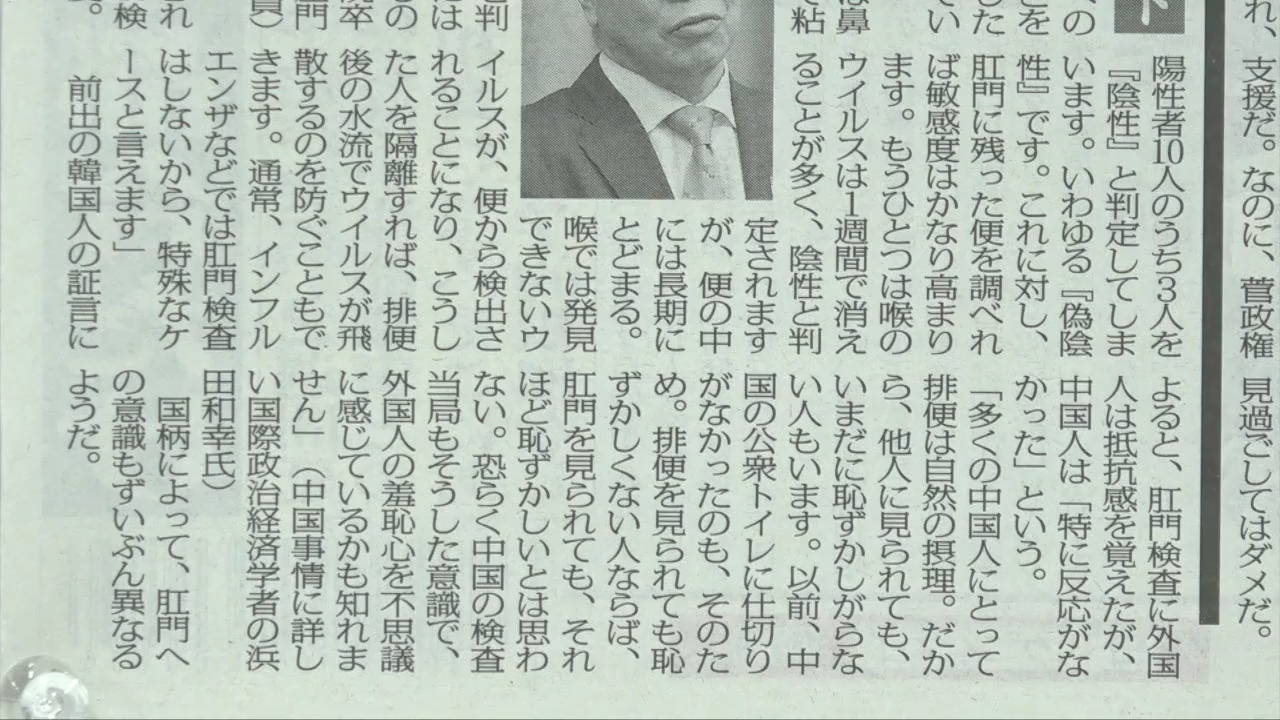 れ、
支援だ。なのに、菅政権
見過ごしてはダメだ。
陽性者10人のうち3人を
『陰性』と判定してしま
います。いわゆる『偽陰
性』です。これに対し、
肛門に残った便を調べれ
ば敏感度はかなり高まり
ます。もうひとつは喉の
ウイルスは1週間で消え
ることが多く、陰性と判
定されます
が、便の中
には長期に
とどまる。
喉では発見
できないウ
イルスが、便から検出さ
れることになり、こうし
た人を隔離すれば、排便
後の水流でウイルスが飛
散するのを防ぐこともで
きます。通常、インフル
エンザなどでは肛門検査
はしないから、特殊なケ
ースと言えます」
前出の韓国人の証言に
よると、肛門検査に外国
人は抵抗感を覚えたが、
中国人は「特に反応がな
かった」という。
「多くの中国人にとって
排便は自然の摂理。だか
ら、他人に見られても、
いまだに恥ずかしがらな
い人もいます。以前、中
国の公衆トイレに仕切り
がなかったのも、そのた
め。排便を見られても恥
ずかしくない人ならば、
肛門を見られても、それ
ほど恥ずかしいとは思わ
ない。恐らく中国の検査
当局もそうした意識で、
外国人の羞恥心を不思議
に感じているかも知れま
せん」（中国事情に詳し
い国際政治経済学者の浜
田和幸氏）
国柄によって、肛門へ
の意識もずいぶん異なる
ようだ。